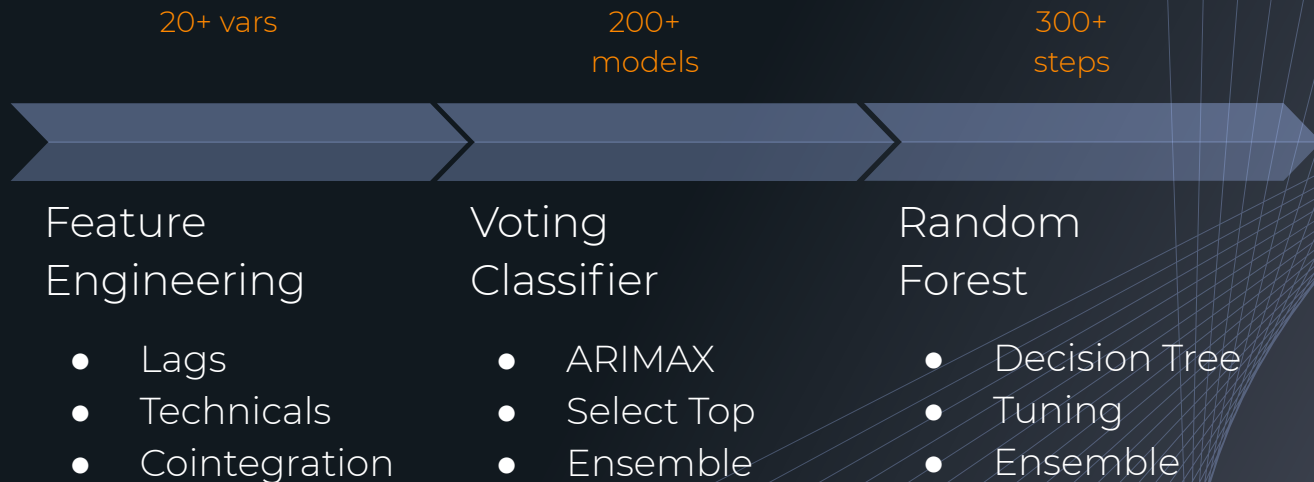 20+ vars
200+
models
300+
steps
Feature
Engineering
• Lags
• Technicals
• Cointegration
Voting
Classifier
• ARIMAX
• Select Top
• Ensemble
Random
Forest
• Decision Tree
• Tuning
• Ensemble